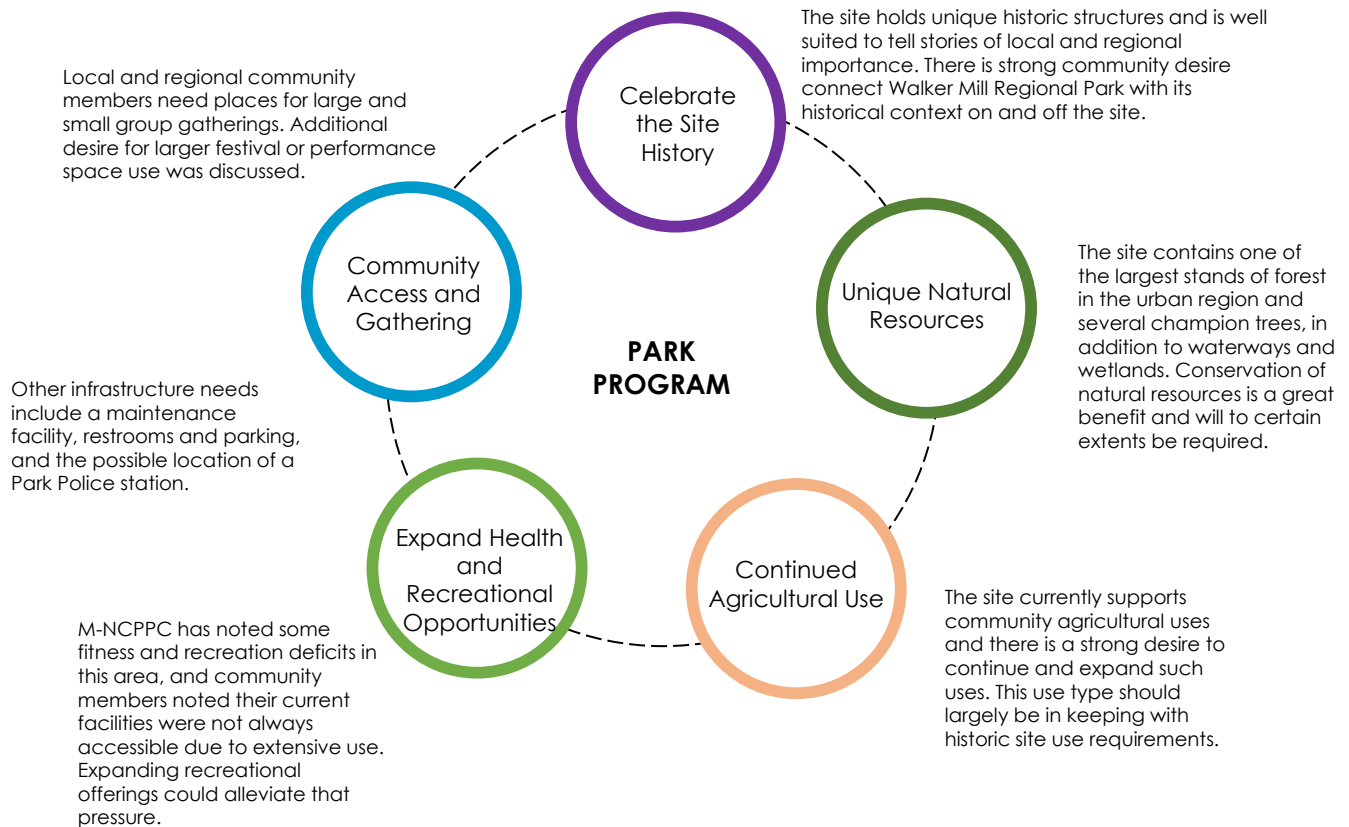 The site holds unique historic structures and is well
suited to tell stories of local and regional
importance. There is strong community desire
connect Walker Mill Regional Park with its
historical context on and off the site.
Local and regional community
members need places for large and
small group gatherings. Additional
desire for larger festival or performance
space use was discussed.
Celebrate
the Site
History
Community
Access and
Gathering
Unique Natural
Resources
The site contains one of
the largest stands of forest
in the urban region and
several champion trees, in
addition to waterways and
wetlands. Conservation of
natural resources is a great
benefit and will to certain
extents be required.
PARK
PROGRAM
Other infrastructure needs
include a maintenance
facility, restrooms and parking,
and the possible location of a
Park Police station.
Expand Health
and
Recreational
Opportunities
Continued
Agricultural Use
The site currently supports
community agricultural uses
and there is a strong desire to
continue and expand such
uses. This use type should
largely be in keeping with
historic site use requirements.
M-NCPPC has noted some
fitness and recreation deficits in
this area, and community
members noted their current
facilities were not always
accessible due to extensive use.
Expanding recreational
offerings could alleviate that
pressure.